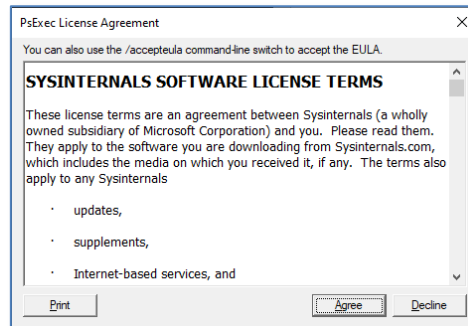 PsExec License Agreement
You can also use the /accepteula command-line switch to accept the EULA.
SYSINTERNALS SOFTWARE LICENSE TERMS
These license terms are an agreement between Sysinternals (a wholly
owned subsidiary of Microsoft Corporation) and you. Please read them.
They apply to the software you are downloading from Sysinternals.com,
which includes the media on which you received it, if any. The terms also
apply to any Sysinternals
· updates,
· supplements,
· Internet-based services, and
Print Agree Decline